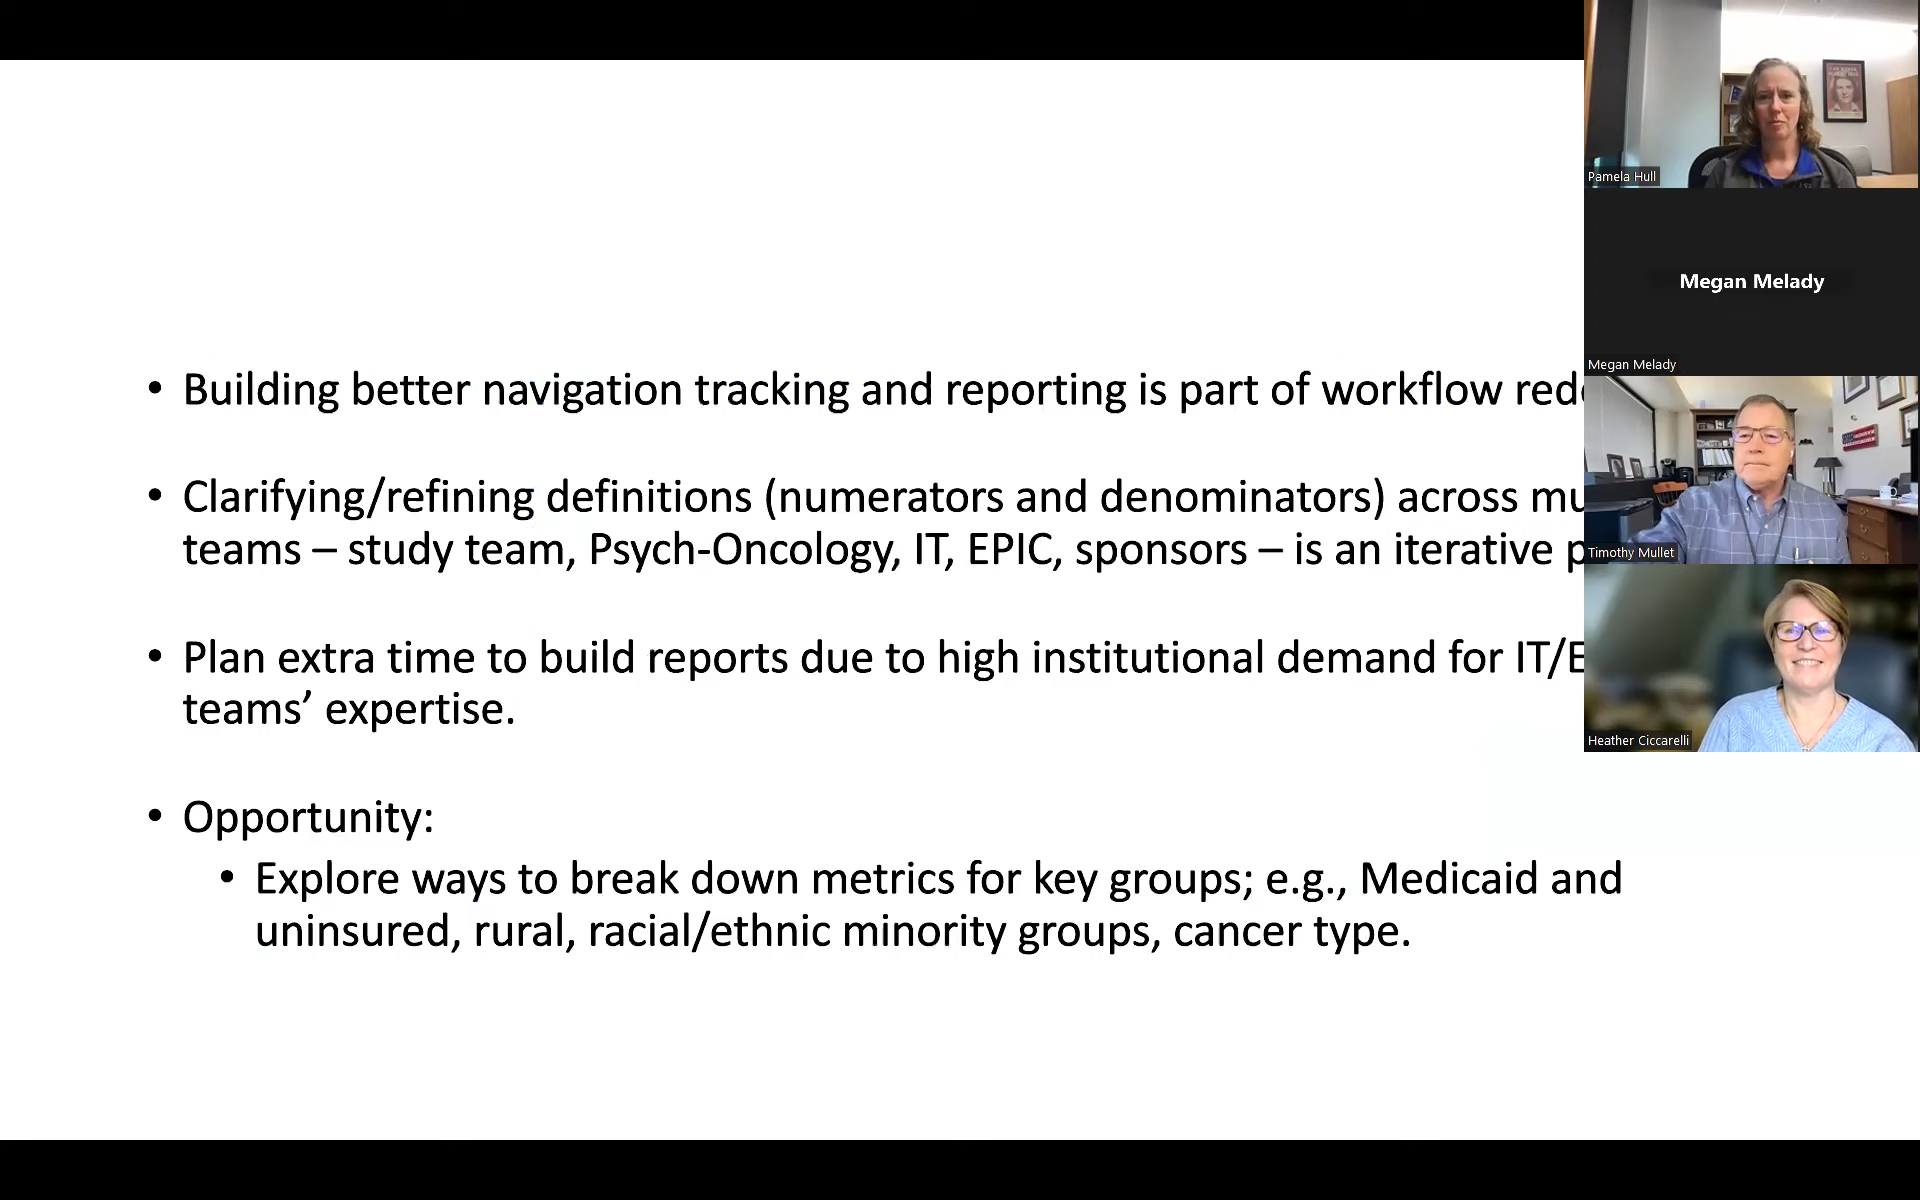 • Building better navigation tracking and reporting is part of workflow
• Clarifying/refining definitions (numerators and denominators) across
teams – study team, Psych-Oncology, IT, EPIC, sponsors – is an iterative
• Plan extra time to build reports due to high institutional demand for
teams’ expertise.
• Opportunity:
• Explore ways to break down metrics for key groups; e.g., Medicaid and
uninsured, rural, racial/ethnic minority groups, cancer type.
Pamela Hull
Megan Melady
Megan Melady
Timothy Mullet
Heather Ciccarelli